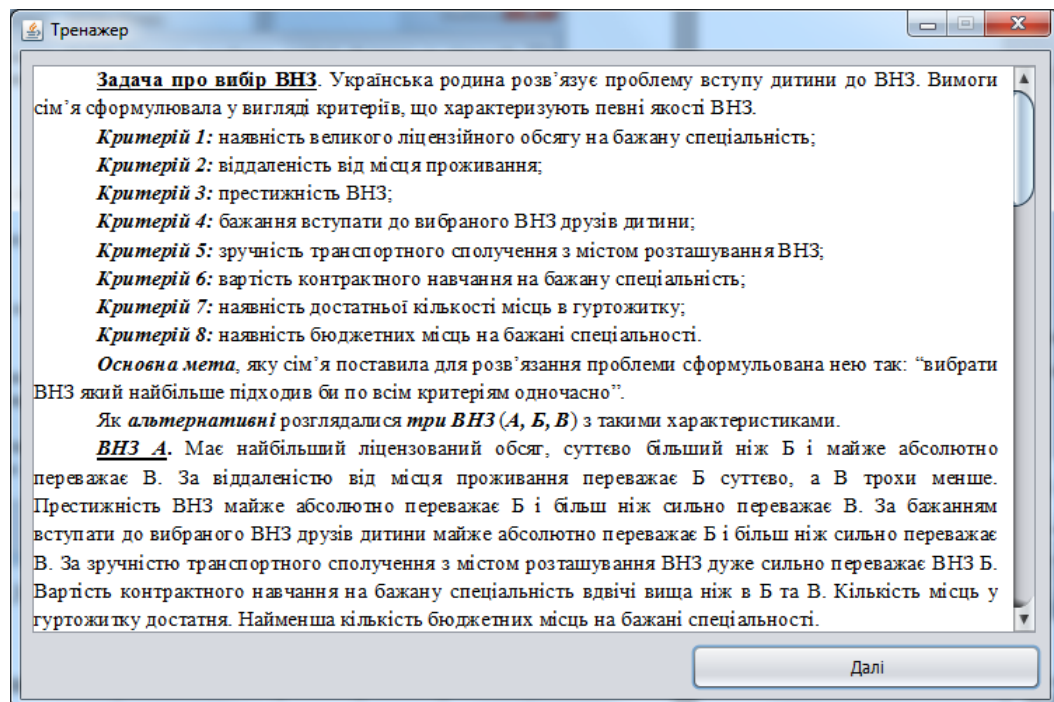 Тренажер
Задача про вибір ВНЗ. Українська родина розв’язує проблему вступу дитини до ВНЗ. Вимоги
сім’я сформулювала у вигляді критеріїв, що характеризують певні якості ВНЗ.
Критерій 1: наявність великого ліцензійного обсягу на бажану спеціальність;
Критерій 2: віддаленість від місця проживання;
Критерій 3: престижність ВНЗ;
Критерій 4: бажання вступати до вибраного ВНЗ друзів дитини;
Критерій 5: зручність транспортного сполучення з містом розташування ВНЗ;
Критерій 6: вартість контрактного навчання на бажану спеціальність;
Критерій 7: наявність достатньої кількості місць в гуртожитку;
Критерій 8: наявність бюджетних місць на бажані спеціальності.
Основна мета, яку сім’я поставила для розв’язання проблеми сформульована нею так: “вибрати
ВНЗ який найбільше підходив би по всім критеріям одночасно”.
Як альтернативні розглядалися три ВНЗ (А, Б, В) з такими характеристиками.
ВНЗ А. Має найбільший ліцензований обсяг, суттєво більший ніж Б і майже абсолютно
переважає В. За віддаленістю від місця проживання переважає Б суттєво, а В трохи менше.
Престижність ВНЗ майже абсолютно переважає Б і більш ніж сильно переважає В. За бажанням
вступати до вибраного ВНЗ друзів дитини майже абсолютно переважає Б і більш ніж сильно переважає
В. За зручністю транспортного сполучення з містом розташування ВНЗ дуже сильно переважає ВНЗ Б.
Вартість контрактного навчання на бажану спеціальність вдвічі вища ніж в Б та В. Кількість місць у
гуртожитку достатня. Найменша кількість бюджетних місць на бажані спеціальності.
Далі